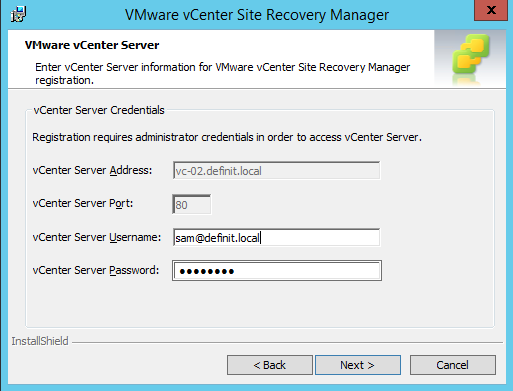 VMware vCenter Site Recovery Manager
X
VMware vCenter Server
Enter vCenter Server information for VMware vCenter Site Recovery Manager
registration.
vCenter Server Credentials
Registration requires administrator credentials in order to access vCenter Server.
vCenter Server Address: vc-02.definit.local
vCenter Server Port: 80
vCenter Server Username: sam@definit.local
vCenter Server Password: ●●●●●●●●
InstallShield
< Back Next > Cancel